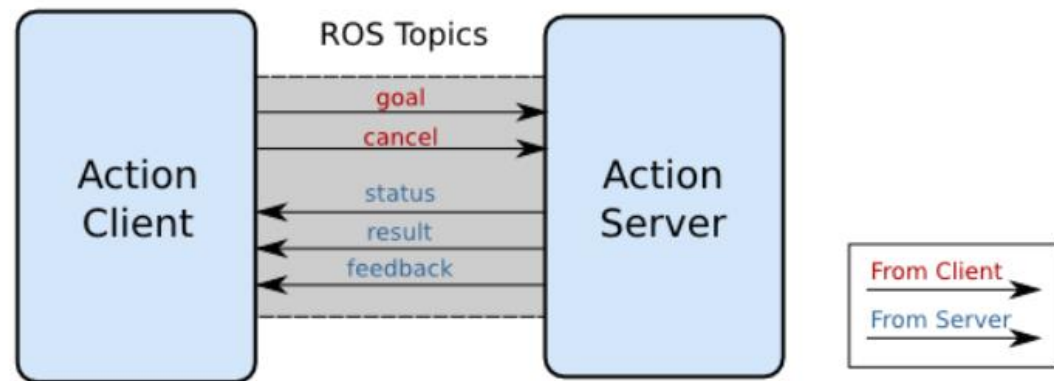 ROS Topics
goal
cancel
Action
Client
status
result
feedback
Action
Server
From Client
From Server